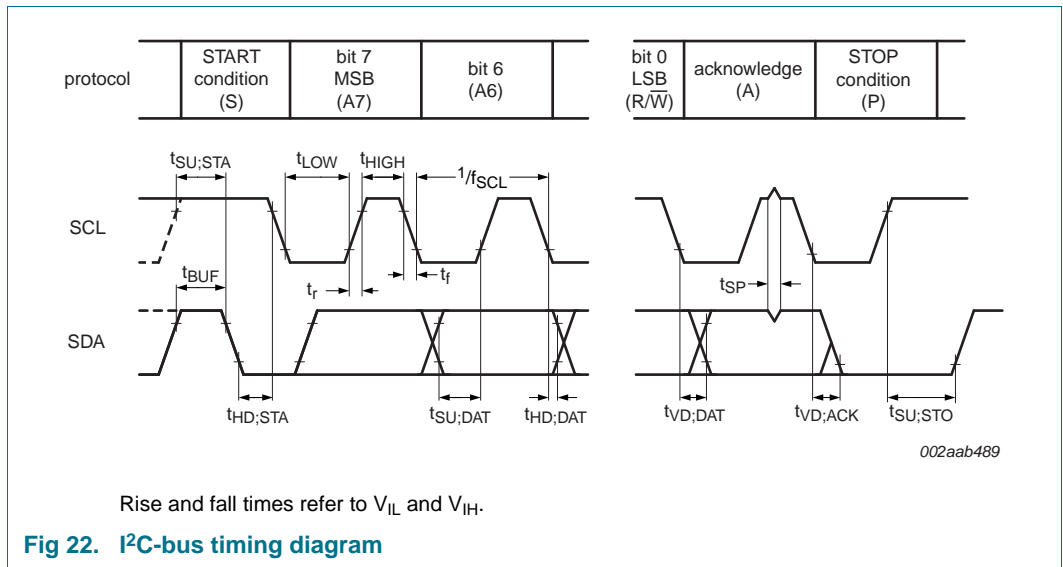 protocol
START
condition
(S)
bit 7
MSB
(A7)
bit 6
(A6)
bit 0
LSB
(R/W̅)
acknowledge
(A)
STOP
condition
(P)
tSU;STA
tLOW
tHIGH
1/fSCL
SCL
tBUF
tr
tf
tSP
SDA
tHD;STA
tSU;DAT
tHD;DAT
tVD;DAT
tVD;ACK
tSU;STO
002aab489
Rise and fall times refer to VIL and VIH.
Fig 22. I²C-bus timing diagram